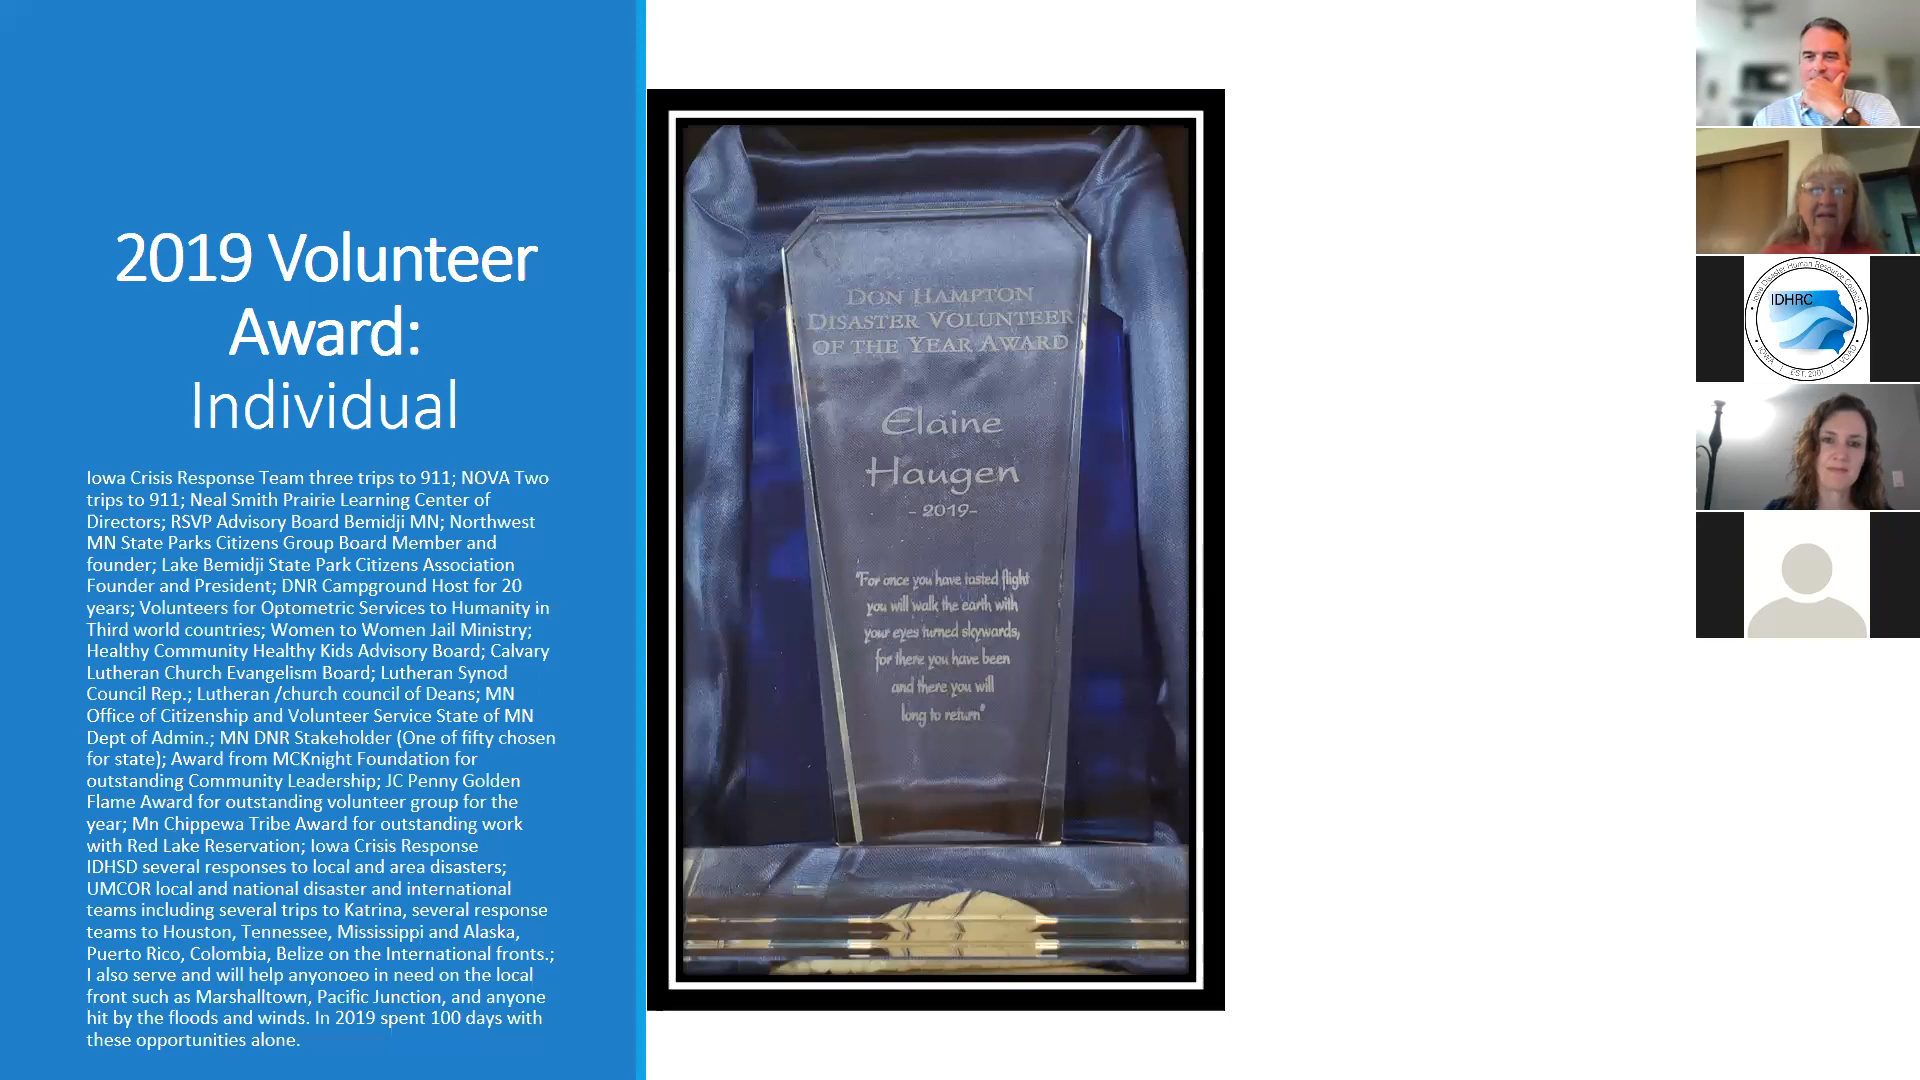 2019 Volunteer
Award:
Individual
Iowa Crisis Response Team three trips to 911; NOVA Two
trips to 911; Neal Smith Prairie Learning Center of
Directors; RSVP Advisory Board Bemidji MN; Northwest
MN State Parks Citizens Group Board Member and
founder; Lake Bemidji State Park Citizens Association
Founder and President; DNR Campground Host for 20
years; Volunteers for Optometric Services to Humanity in
Third world countries; Women to Women Jail Ministry;
Healthy Community Healthy Kids Advisory Board; Calvary
Lutheran Church Evangelism Board; Lutheran Synod
Council Rep.; Lutheran /church council of Deans; MN
Office of Citizenship and Volunteer Service State of MN
Dept of Admin.; MN DNR Stakeholder (One of fifty chosen
for state); Award from MCKnight Foundation for
outstanding Community Leadership; JC Penny Golden
Flame Award for outstanding volunteer group for the
year; Mn Chippewa Tribe Award for outstanding work
with Red Lake Reservation; Iowa Crisis Response
IDHSD several responses to local and area disasters;
UMCOR local and national disaster and international
teams including several trips to Katrina, several response
teams to Houston, Tennessee, Mississippi and Alaska,
Puerto Rico, Colombia, Belize on the International fronts.;
I also serve and will help anyonoeo in need on the local
front such as Marshalltown, Pacific Junction, and anyone
hit by the floods and winds. In 2019 spent 100 days with
these opportunities alone.
DON HAMPTON
DISASTER VOLUNTEER
OF THE YEAR AWARD
Elaine
Haugen
- 2019-
"For once you have tasted flight
you will walk the earth with
your eyes turned skywards,
for there you have been
and there you will
long to return"
Iowa Disaster Human Resource Council
IDHRC
IOWA | EST. 2001 | VOAD